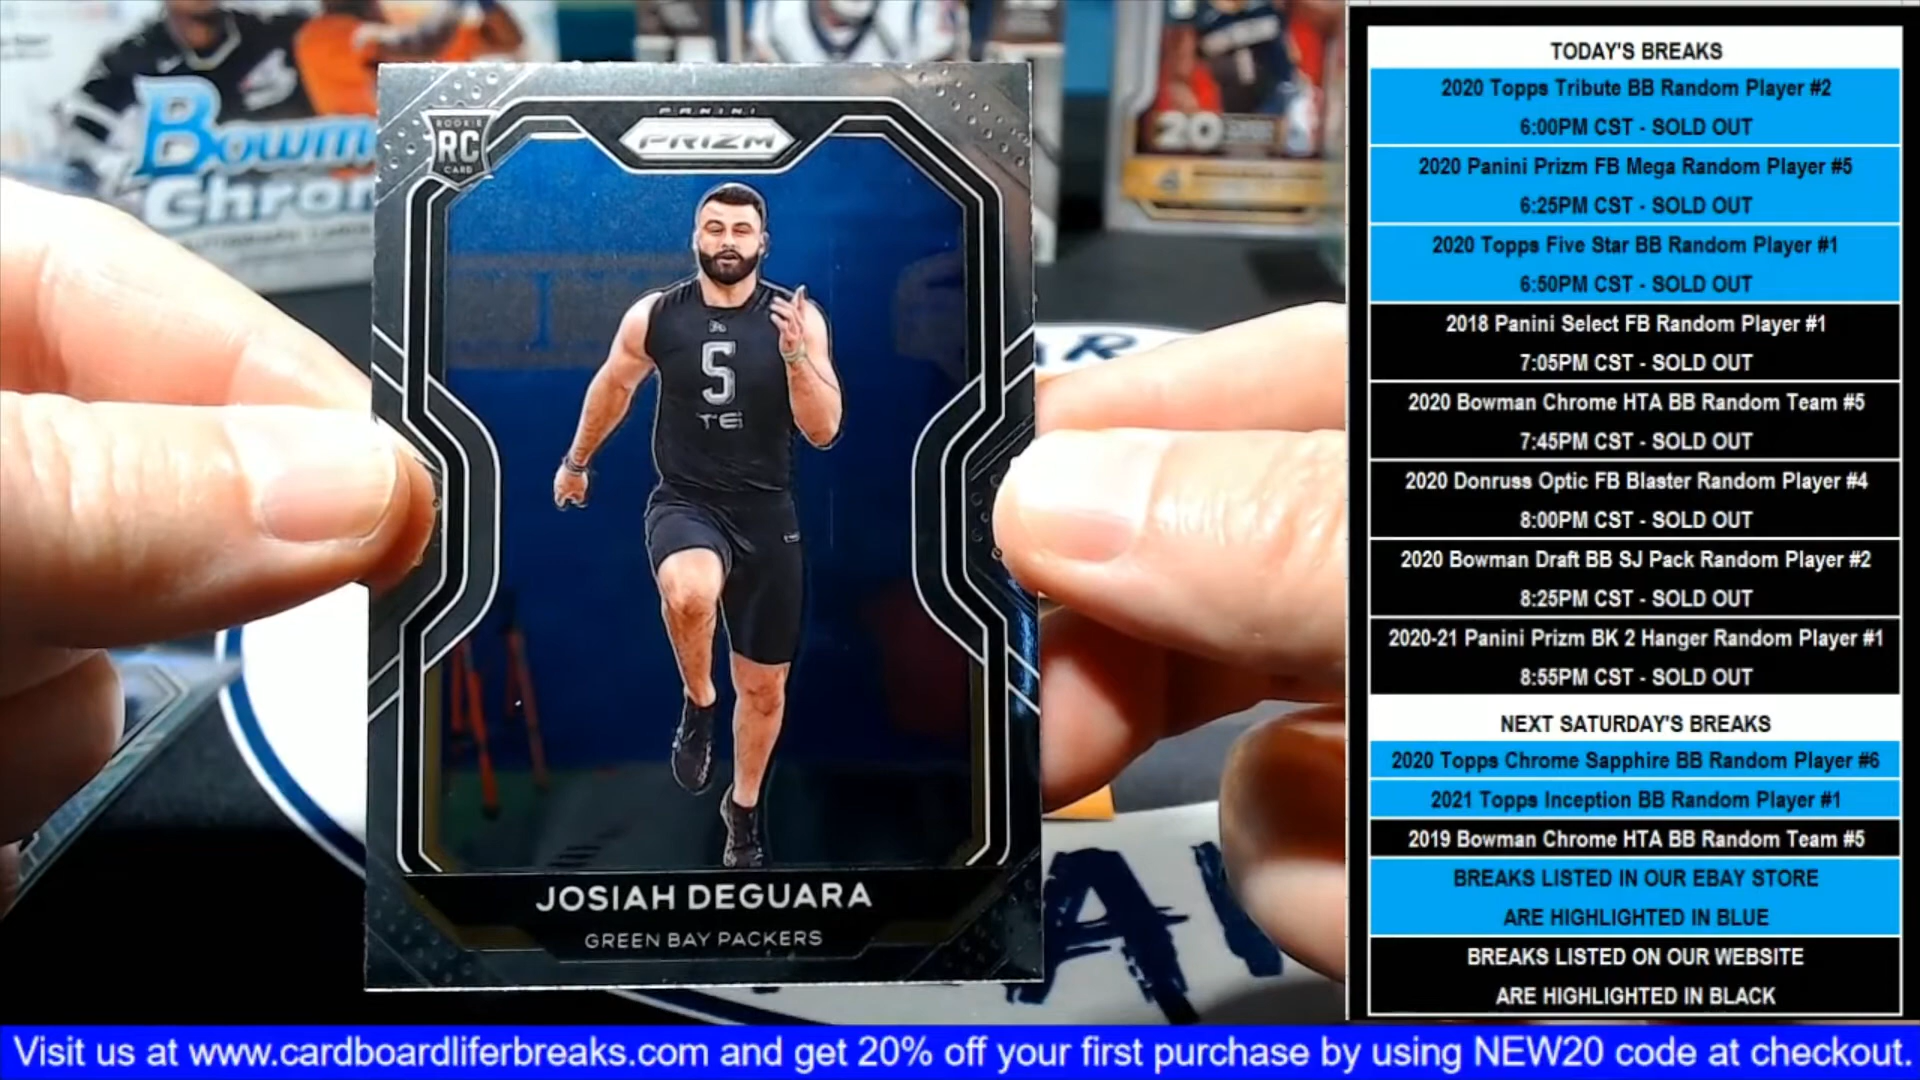 Bowm
Chrom
20
ROOKIE
RC
CARD
PANINI
PRIZM
5
TE
JOSIAH DEGUARA
GREEN BAY PACKERS
TODAY'S BREAKS
2020 Topps Tribute BB Random Player #2
6:00PM CST - SOLD OUT
2020 Panini Prizm FB Mega Random Player #5
6:25PM CST - SOLD OUT
2020 Topps Five Star BB Random Player #1
6:50PM CST - SOLD OUT
2018 Panini Select FB Random Player #1
7:05PM CST - SOLD OUT
2020 Bowman Chrome HTA BB Random Team #5
7:45PM CST - SOLD OUT
2020 Donruss Optic FB Blaster Random Player #4
8:00PM CST - SOLD OUT
2020 Bowman Draft BB SJ Pack Random Player #2
8:25PM CST - SOLD OUT
2020-21 Panini Prizm BK 2 Hanger Random Player #1
8:55PM CST - SOLD OUT
NEXT SATURDAY'S BREAKS
2020 Topps Chrome Sapphire BB Random Player #6
2021 Topps Inception BB Random Player #1
2019 Bowman Chrome HTA BB Random Team #5
BREAKS LISTED IN OUR EBAY STORE
ARE HIGHLIGHTED IN BLUE
BREAKS LISTED ON OUR WEBSITE
ARE HIGHLIGHTED IN BLACK
Visit us at www.cardboardliferbreaks.com and get 20% off your first purchase by using NEW20 code at checkout.